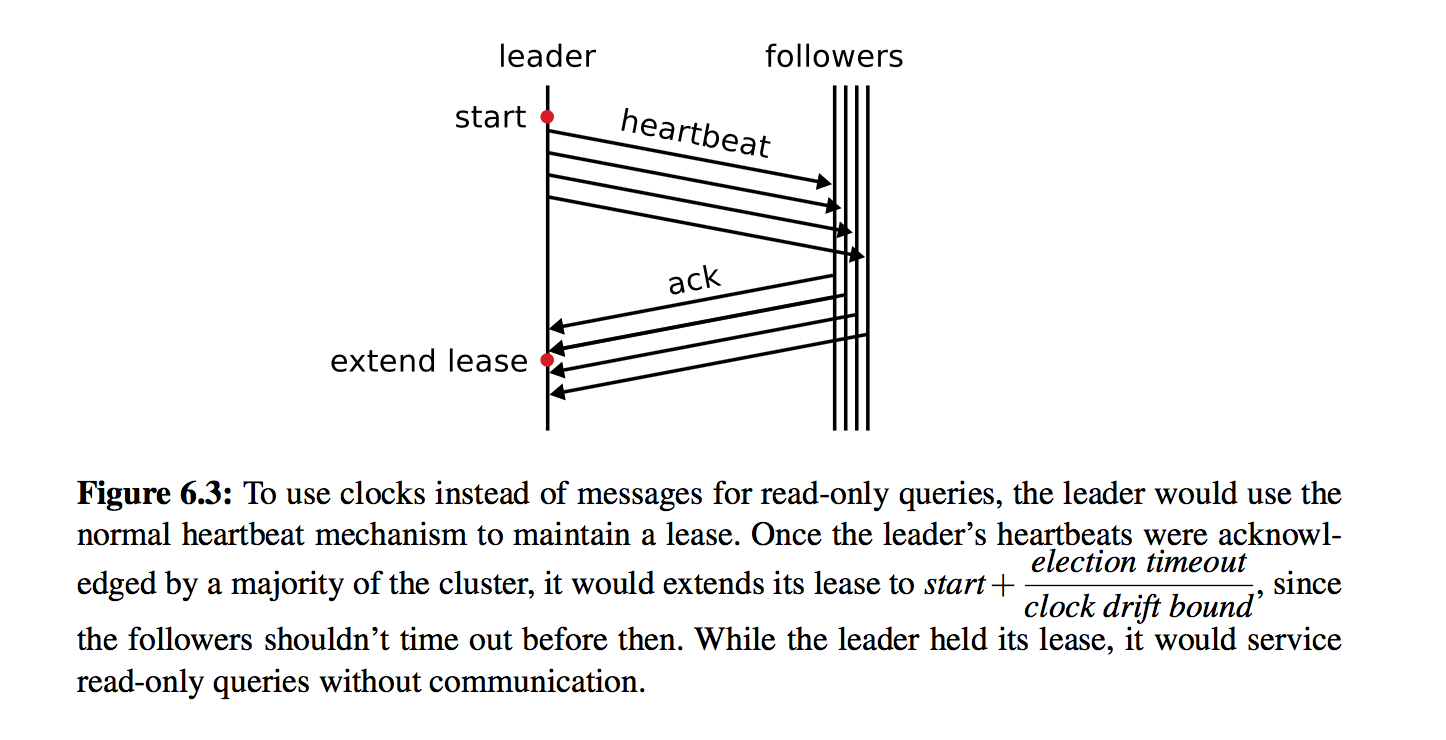 leader
followers
start
heartbeat
ack
extend lease
Figure 6.3: To use clocks instead of messages for read-only queries, the leader would use the
normal heartbeat mechanism to maintain a lease. Once the leader’s heartbeats were acknowl-
edged by a majority of the cluster, it would extends its lease to start + election timeout / clock drift bound, since
the followers shouldn’t time out before then. While the leader held its lease, it would service
read-only queries without communication.